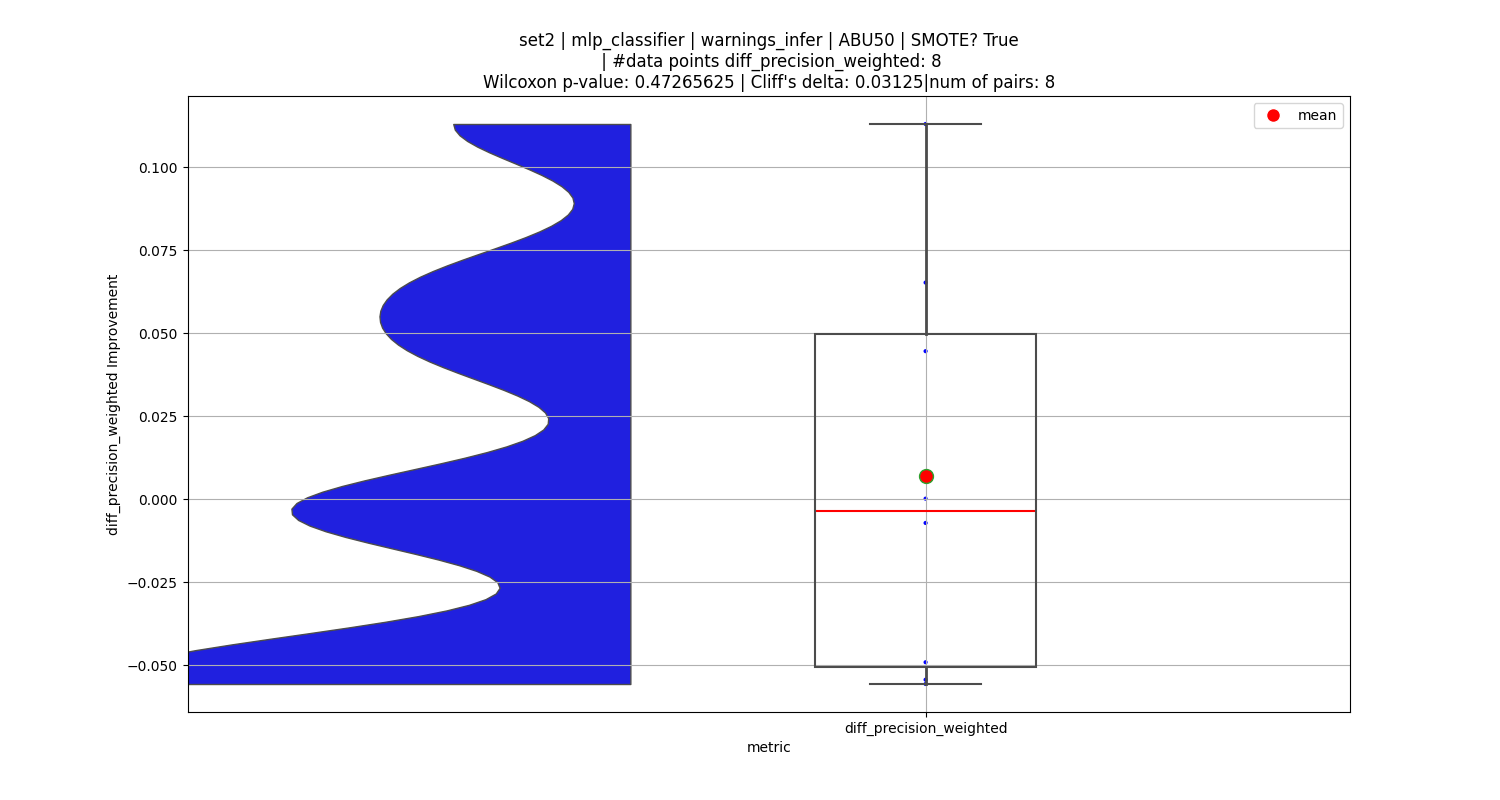 set2 | mlp_classifier | warnings_infer | ABU50 | SMOTE? True
| #data points diff_precision_weighted: 8
Wilcoxon p-value: 0.47265625 | Cliff's delta: 0.03125|num of pairs: 8
mean
0.100
0.075
0.050
0.025
0.000
−0.025
−0.050
diff_precision_weighted Improvement
diff_precision_weighted
metric